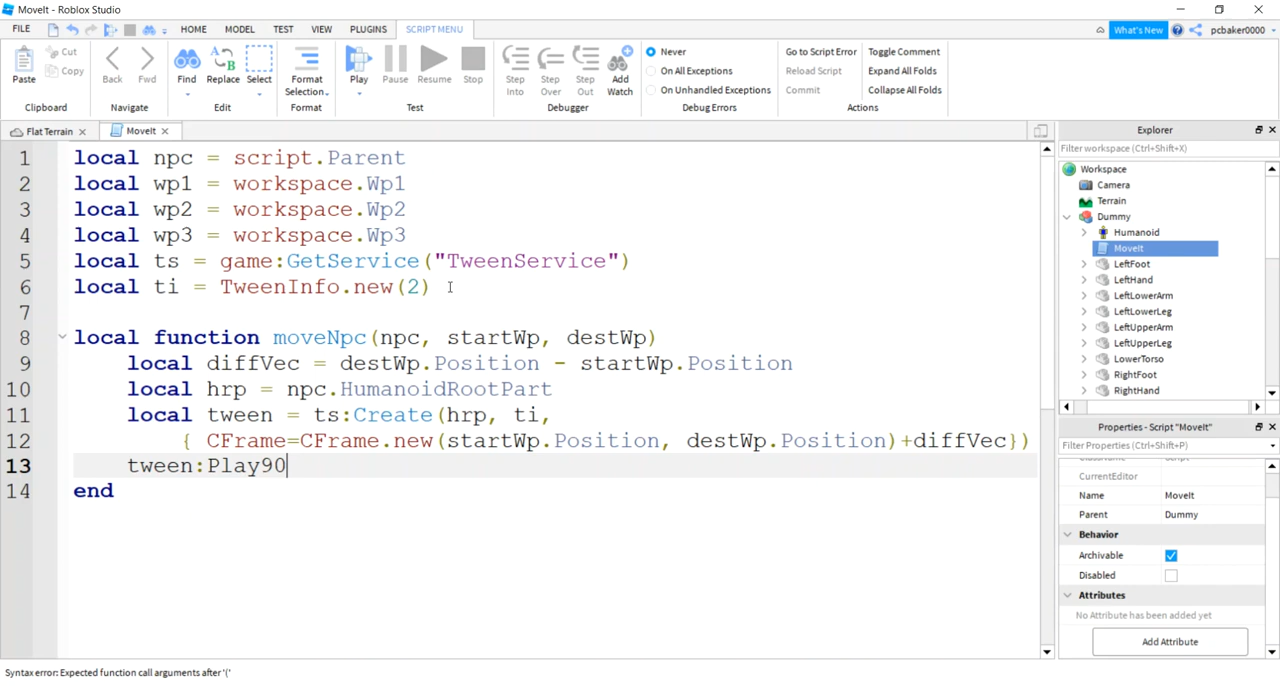 MoveIt - Roblox Studio
FILE HOME MODEL TEST VIEW PLUGINS SCRIPT MENU What's New pcbaker0000
Paste Cut Copy Back Fwd Find Replace Select Format Selection Play Pause Resume Stop Step Into Step Over Step Out Add Watch Never On All Exceptions On Unhandled Exceptions Go to Script Error Reload Script Commit Toggle Comment Expand All Folds Collapse All Folds
Clipboard Navigate Edit Format Test Debugger Debug Errors Actions
Flat Terrain MoveIt
1 local npc = script.Parent
2 local wp1 = workspace.Wp1
3 local wp2 = workspace.Wp2
4 local wp3 = workspace.Wp3
5 local ts = game:GetService("TweenService")
6 local ti = TweenInfo.new(2)
7
8 local function moveNpc(npc, startWp, destWp)
9 local diffVec = destWp.Position - startWp.Position
10 local hrp = npc.HumanoidRootPart
11 local tween = ts:Create(hrp, ti,
12 { CFrame=CFrame.new(startWp.Position, destWp.Position)+diffVec})
13 tween:Play90
14 end
Explorer
Filter workspace (Ctrl+Shift+X)
Workspace
Camera
Terrain
Dummy
Humanoid
MoveIt
LeftFoot
LeftHand
LeftLowerArm
LeftLowerLeg
LeftUpperArm
LeftUpperLeg
LowerTorso
RightFoot
RightHand
Properties - Script "MoveIt"
Filter Properties (Ctrl+Shift+P)
CurrentEditor
Name MoveIt
Parent Dummy
Behavior
Archivable
Disabled
Attributes
No Attribute has been added yet
Add Attribute
Syntax error: Expected function call arguments after '('